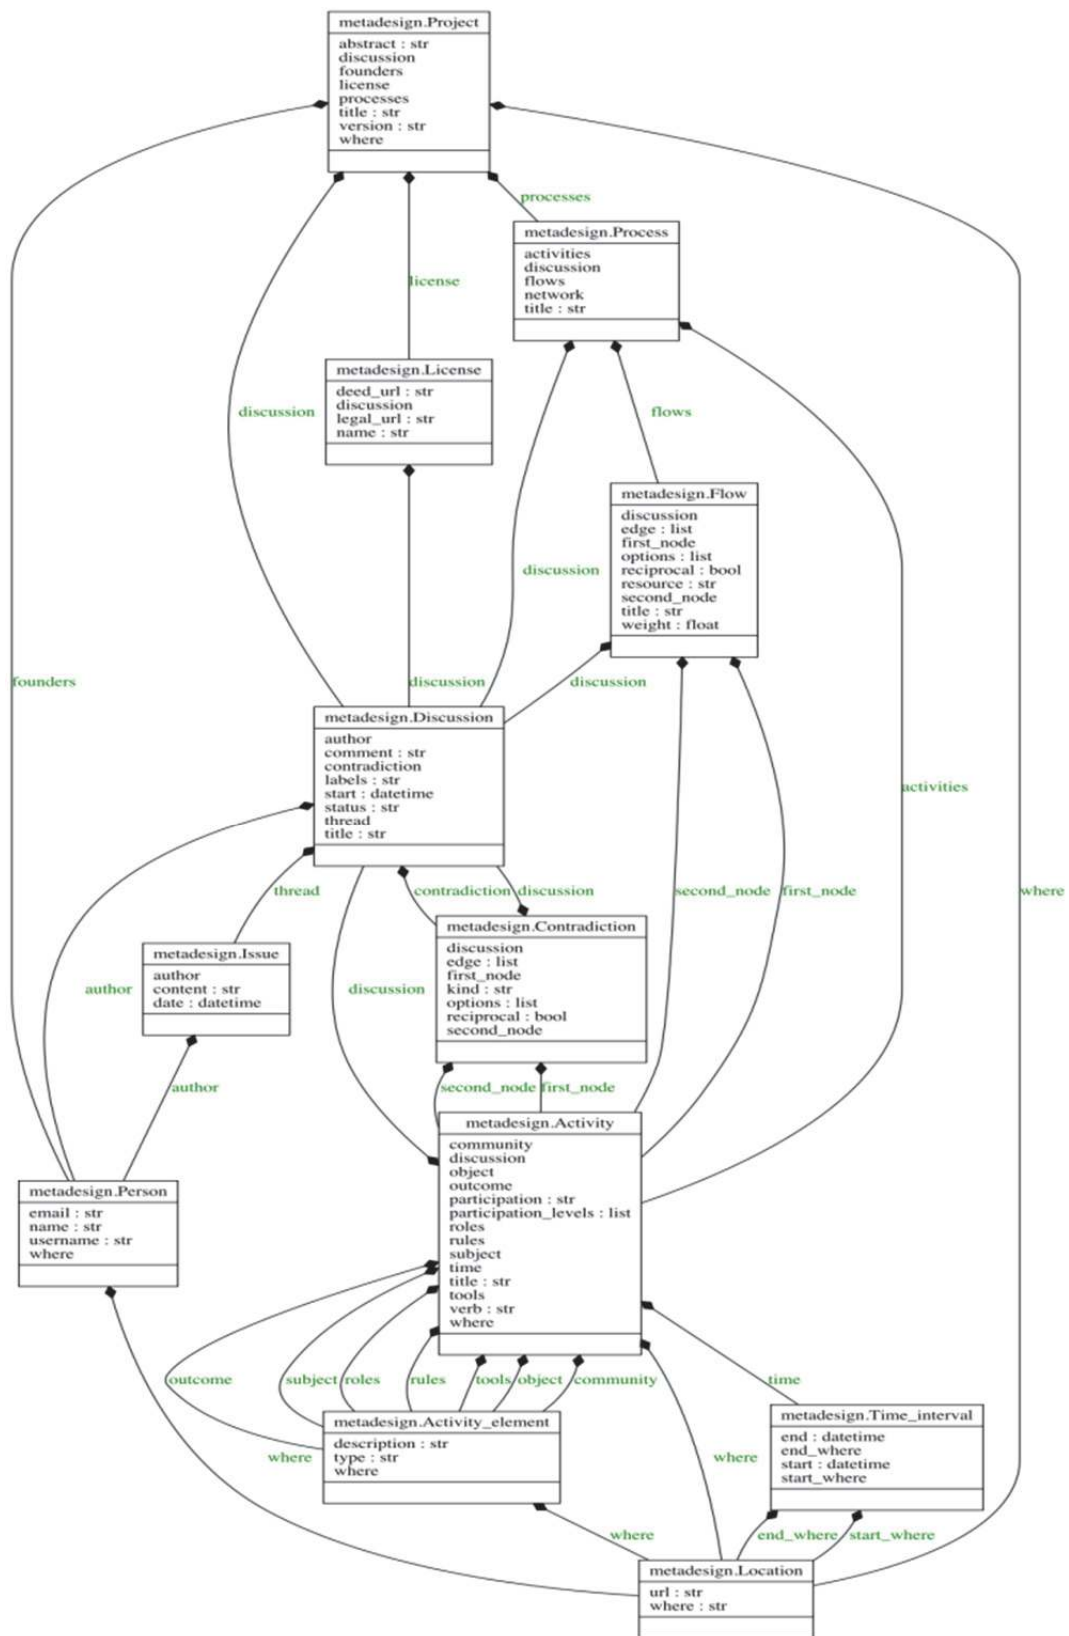 metadesign.Project
abstract : str
discussion
founders
license
processes
title : str
version : str
where
processes
metadesign.Process
activities
discussion
flows
network
title : str
license
metadesign.License
deed_url : str
discussion
legal_url : str
name : str
discussion
flows
metadesign.Flow
discussion
edge : list
first_node
options : list
reciprocal : bool
resource : str
second_node
title : str
weight : float
discussion
founders
discussion
discussion
metadesign.Discussion
author
comment : str
contradiction
labels : str
start : datetime
status : str
thread
title : str
activities
thread
contradiction
discussion
second_node
first_node
where
metadesign.Contradiction
discussion
edge : list
first_node
kind : str
options : list
reciprocal : bool
second_node
metadesign.Issue
author
content : str
date : datetime
author
discussion
author
second_node
first_node
metadesign.Activity
community
discussion
object
outcome
participation : str
participation_levels : list
roles
rules
subject
time
title : str
tools
verb : str
where
metadesign.Person
email : str
name : str
username : str
where
outcome
subject
roles
rules
tools
object
community
time
metadesign.Activity_element
description : str
type : str
where
where
where
metadesign.Time_interval
end : datetime
end_where
start : datetime
start_where
where
end_where
start_where
metadesign.Location
url : str
where : str